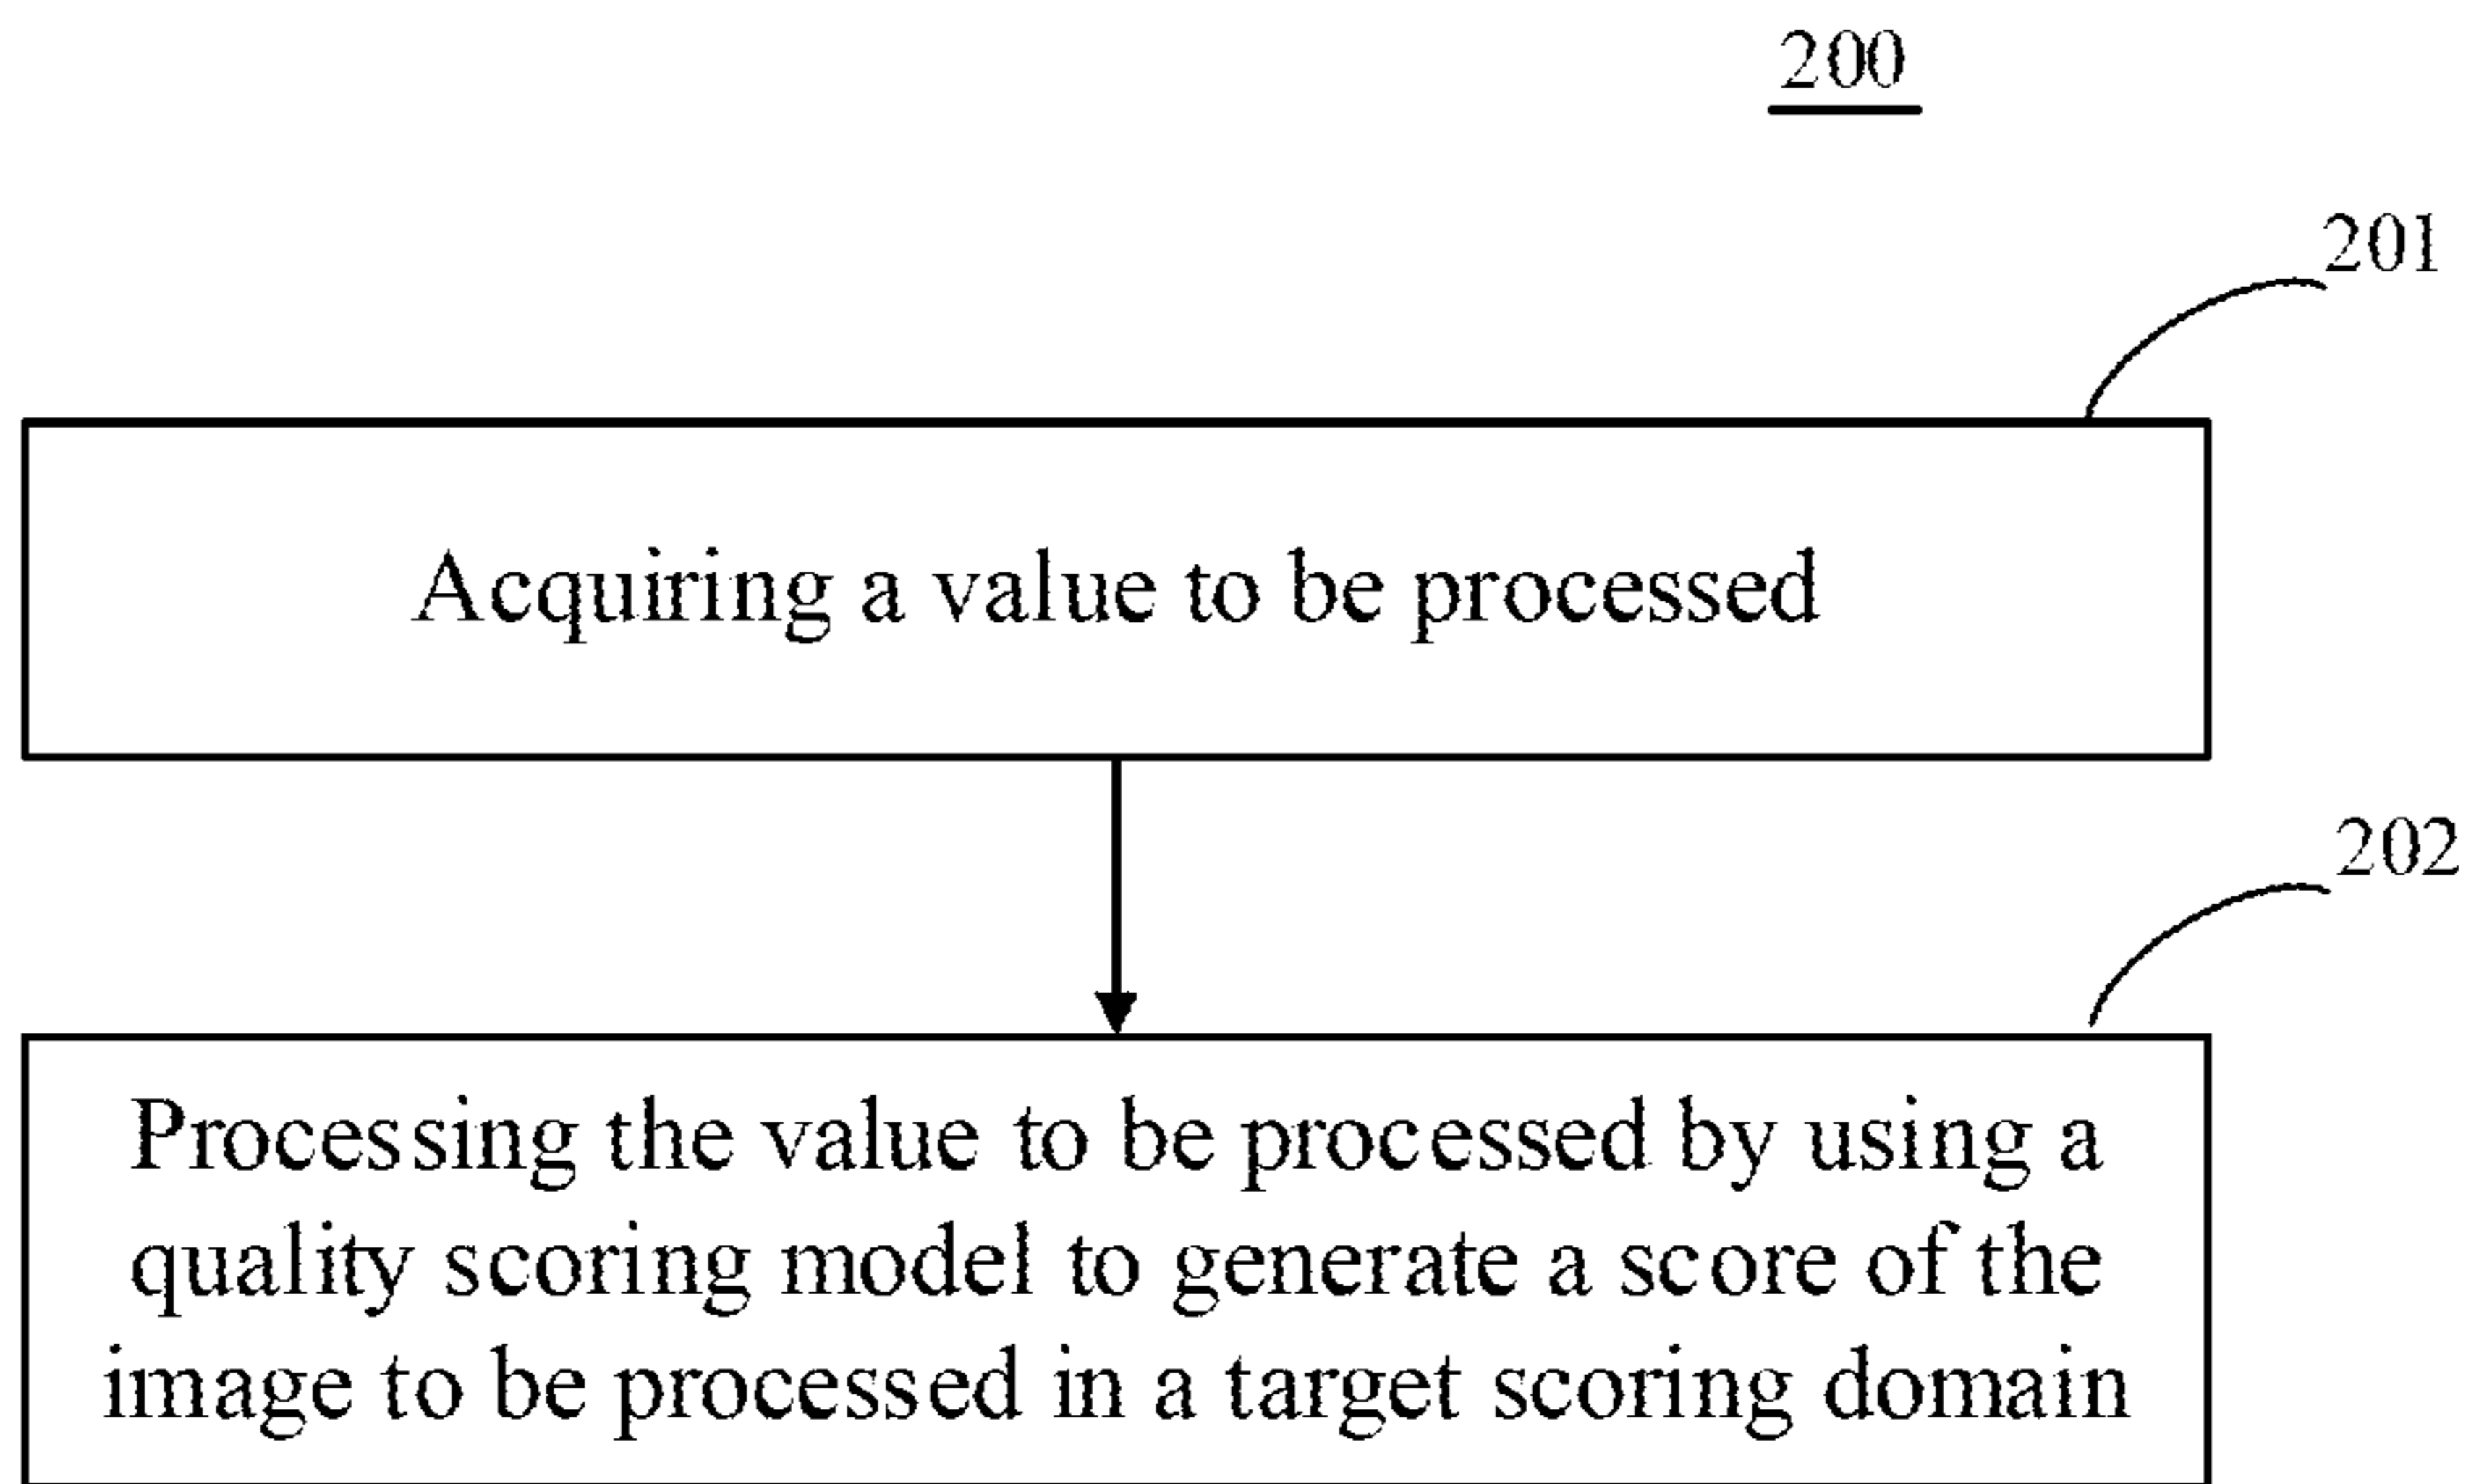 200
201
Acquiring a value to be processed
202
Processing the value to be processed by using a
quality scoring model to generate a score of the
image to be processed in a target scoring domain